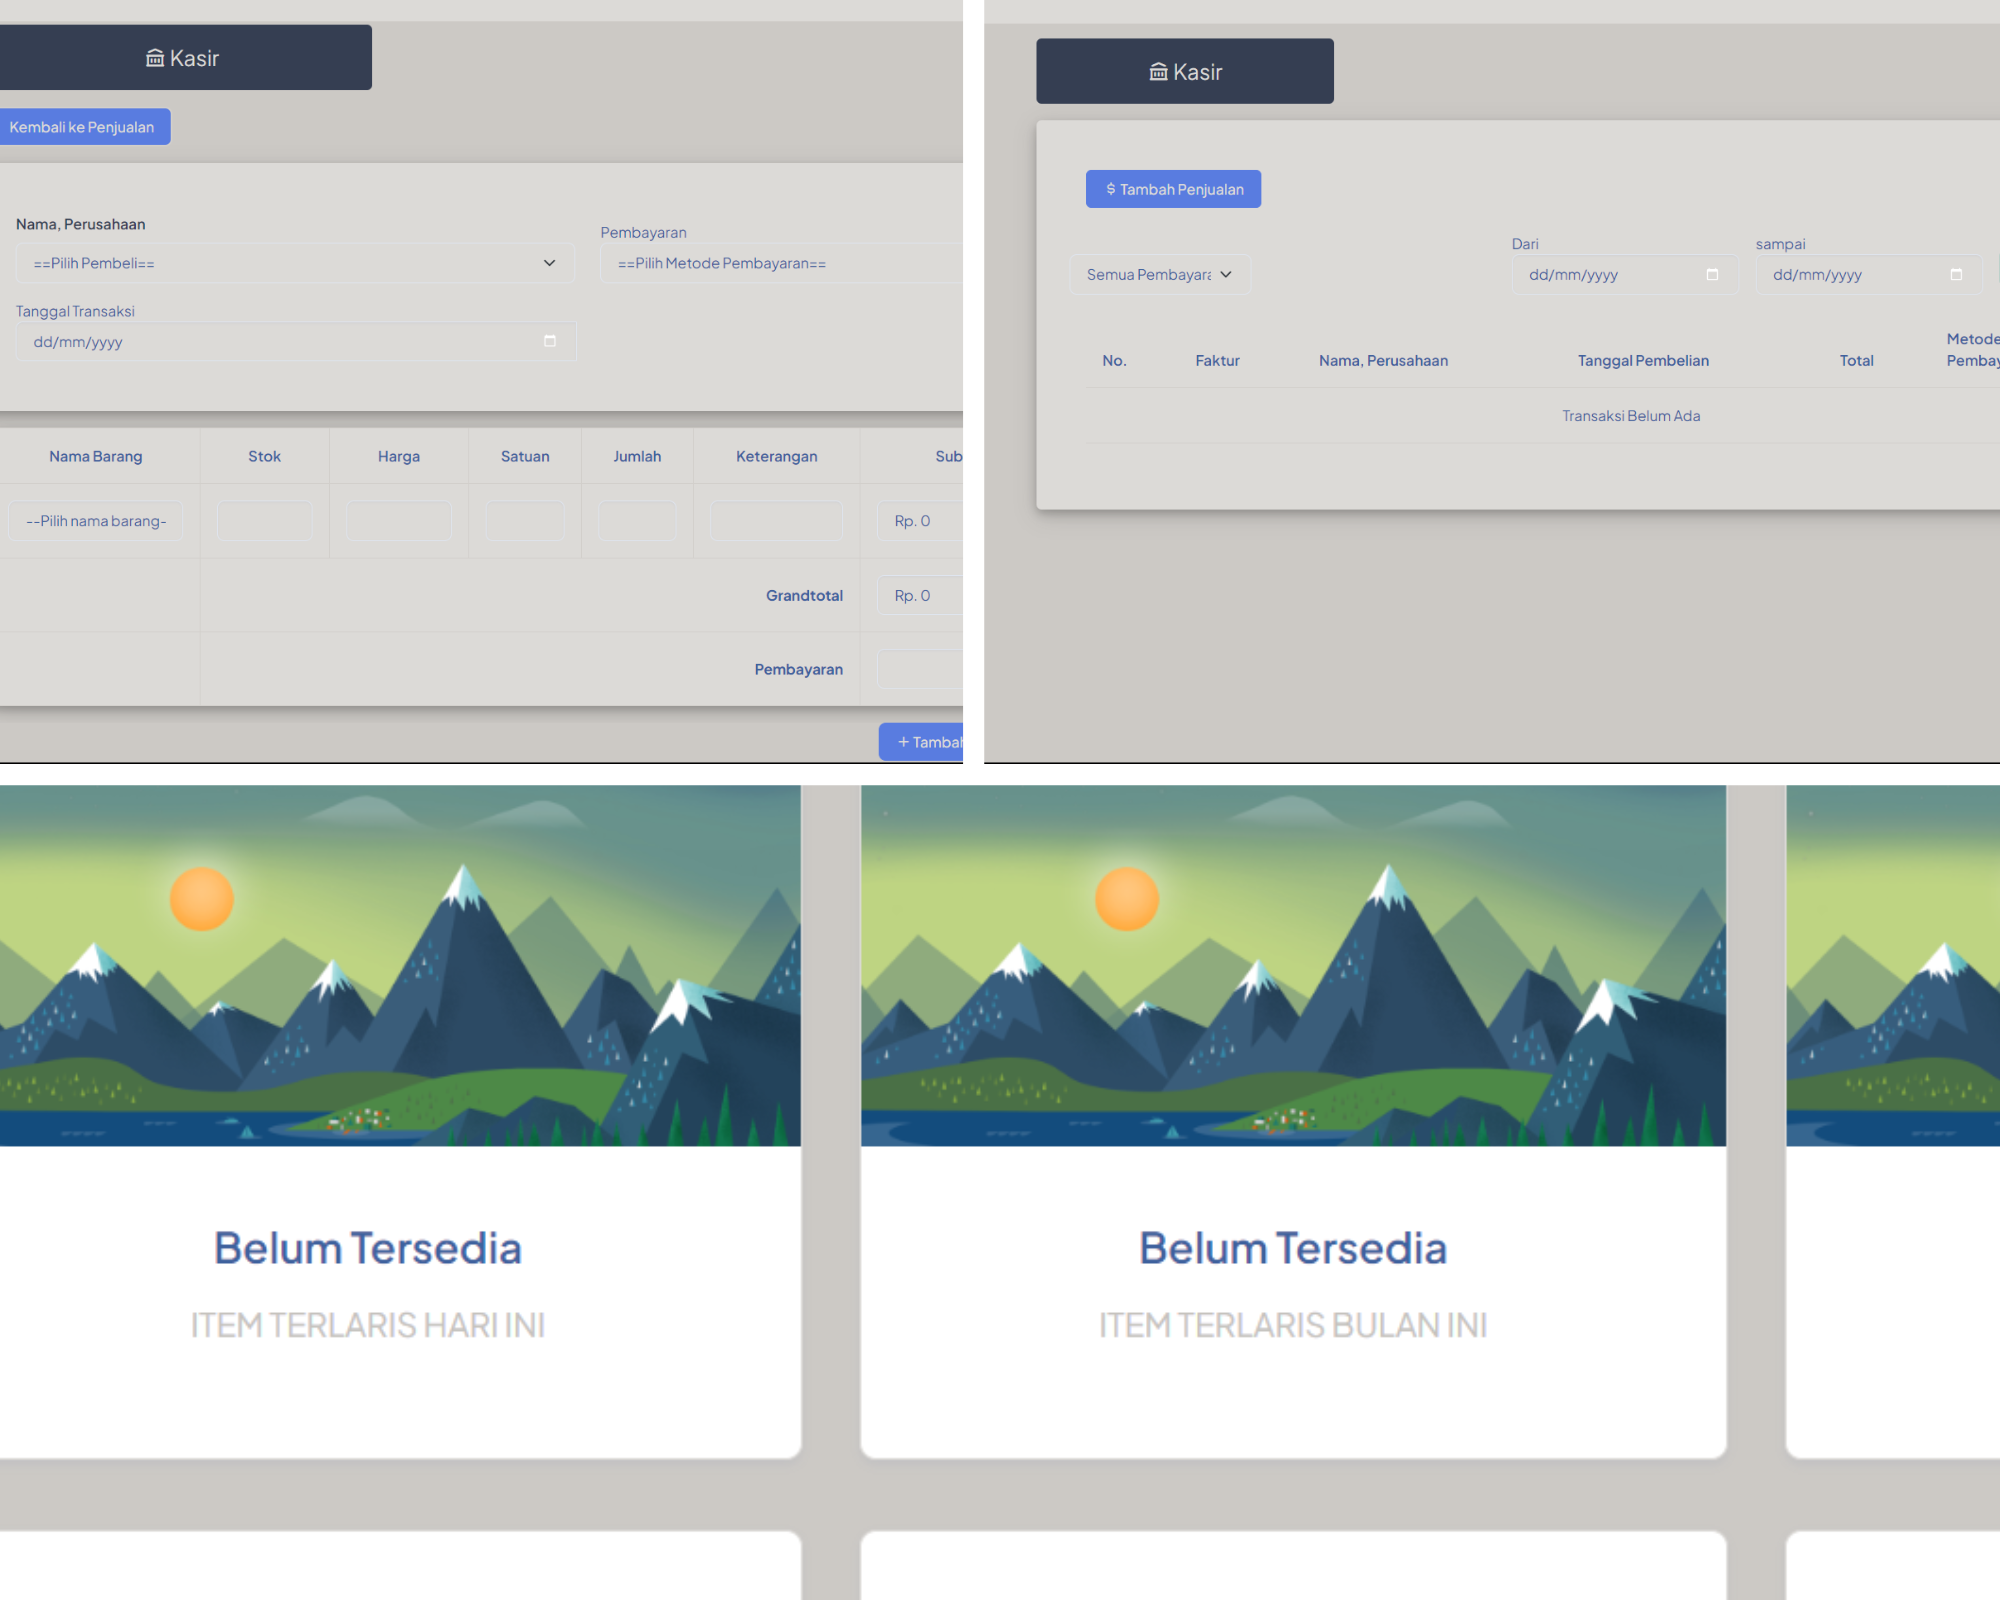 Kasir
Kembali ke Penjualan
Nama, Perusahaan
==Pilih Pembeli==
Pembayaran
==Pilih Metode Pembayaran==
Tanggal Transaksi
dd/mm/yyyy
Nama Barang Stok Harga Satuan Jumlah Keterangan Sub
--Pilih nama barang- Rp. 0
Grandtotal Rp. 0
Pembayaran
+ Tambah
Kasir
$ Tambah Penjualan
Dari sampai
Semua Pembayara dd/mm/yyyy dd/mm/yyyy
No. Faktur Nama, Perusahaan Tanggal Pembelian Total Metode
Pembay
Transaksi Belum Ada
Belum Tersedia
ITEM TERLARIS HARI INI
Belum Tersedia
ITEM TERLARIS BULAN INI